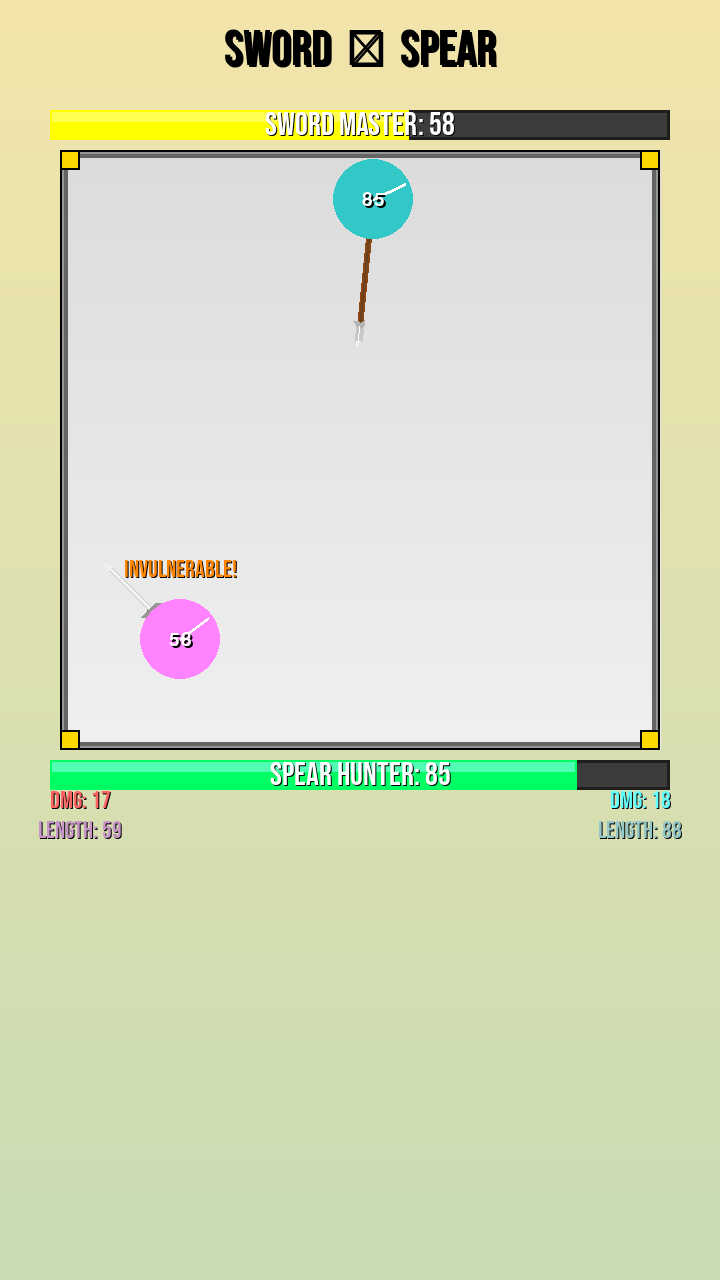 SWORD SPEAR
SWORD MASTER: 58
85
INVULNERABLE!
58
SPEAR HUNTER: 85
DMG: 17
DMG: 18
LENGTH: 59
LENGTH: 88